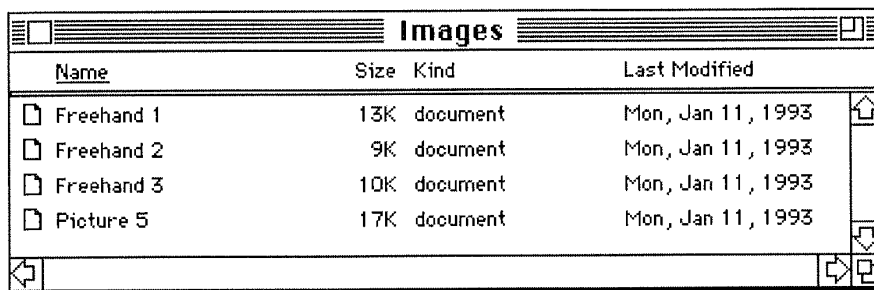 Images
Name Size Kind Last Modified
Freehand 1 13K document Mon, Jan 11, 1993
Freehand 2 9K document Mon, Jan 11, 1993
Freehand 3 10K document Mon, Jan 11, 1993
Picture 5 17K document Mon, Jan 11, 1993